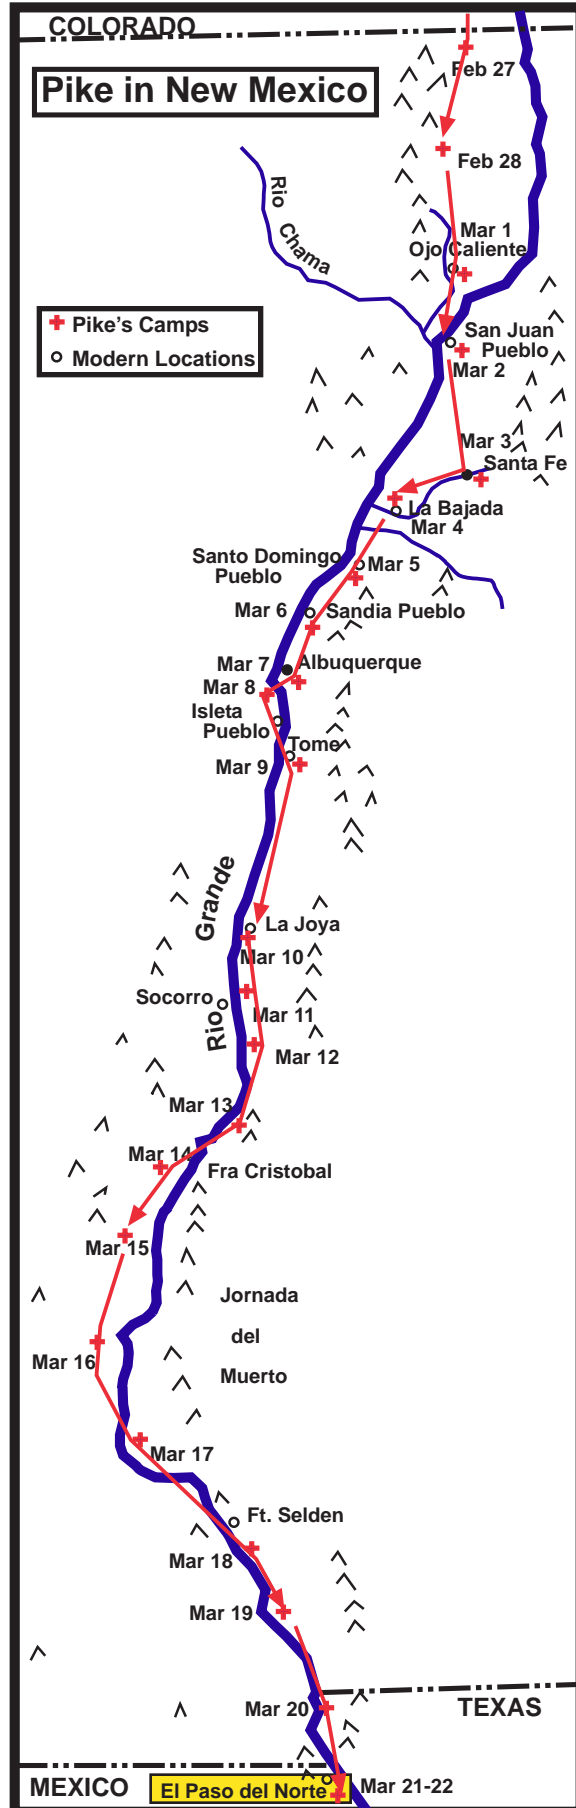 COLORADO
Pike in New Mexico
Feb 27
Feb 28
Rio
Chama
Mar 1
Ojo Caliente
Pike's Camps
Modern Locations
San Juan
Pueblo
Mar 2
Mar 3
Santa Fe
La Bajada
Mar 4
Santo Domingo
Pueblo
Mar 5
Mar 6
Sandia Pueblo
Mar 7
Albuquerque
Mar 8
Isleta
Pueblo
Tome
Mar 9
Grande
La Joya
Mar 10
Socorro
Mar 11
Rio
Mar 12
Mar 13
Mar 14
Fra Cristobal
Mar 15
Jornada
del
Muerto
Mar 16
Mar 17
Ft. Selden
Mar 18
Mar 19
Mar 20
TEXAS
MEXICO
El Paso del Norte
Mar 21-22